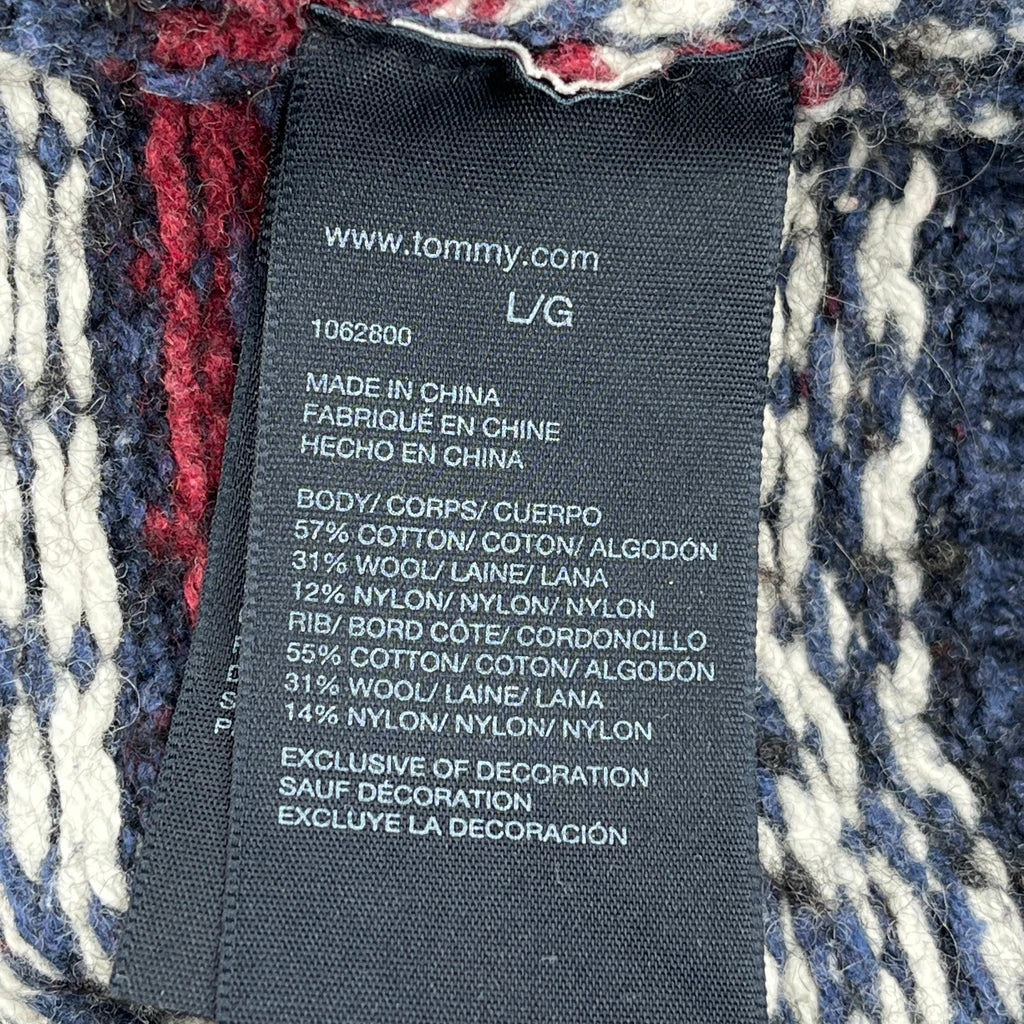 www.tommy.com
L/G
1062800
MADE IN CHINA
FABRIQUÉ EN CHINE
HECHO EN CHINA
BODY/ CORPS/ CUERPO
57% COTTON/ COTON/ ALGODÓN
31% WOOL/ LAINE/ LANA
12% NYLON/ NYLON/ NYLON
RIB/ BORD CÔTE/ CORDONCILLO
55% COTTON/ COTON/ ALGODÓN
31% WOOL/ LAINE/ LANA
14% NYLON/ NYLON/ NYLON
EXCLUSIVE OF DECORATION
SAUF DÉCORATION
EXCLUYE LA DECORACIÓN